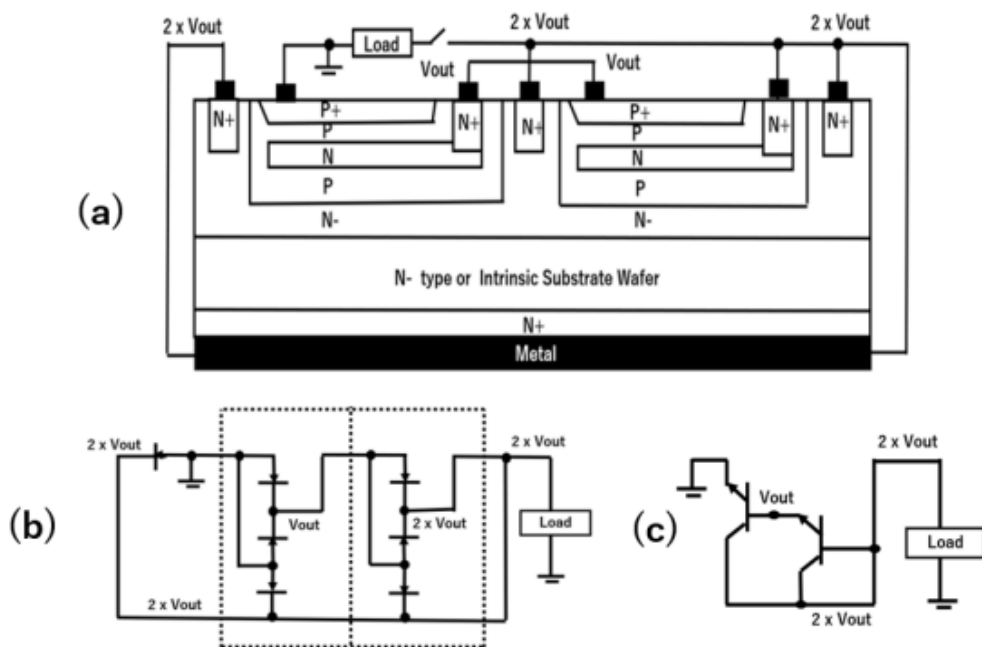 2 x Vout
Load
2 x Vout
2 x Vout
Vout
Vout
N+
P+
P
N
P
N-
N+
N+
P+
P
N
P
N-
N+
N+
(a)
N- type or Intrinsic Substrate Wafer
N+
Metal
(b)
2 x Vout
Vout
2 x Vout
2 x Vout
2 x Vout
Load
(c)
Vout
2 x Vout
Load
2 x Vout